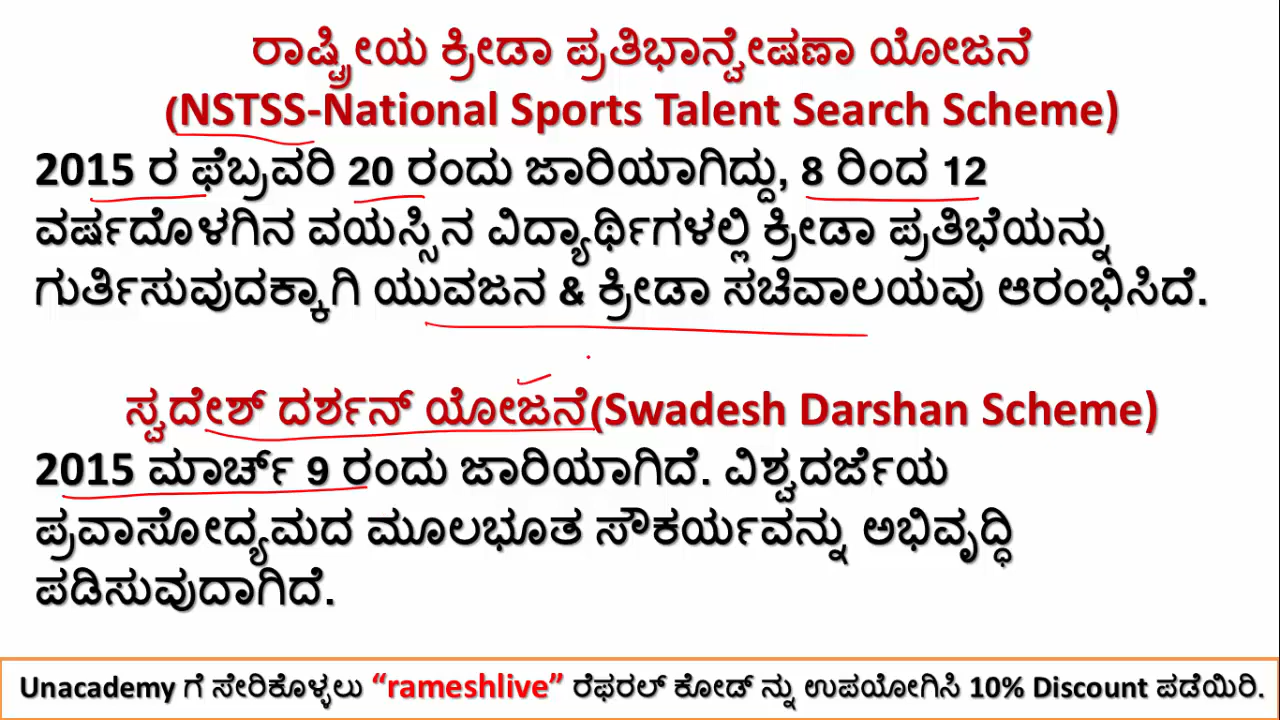 ರಾಷ್ಟ್ರೀಯ ಕ್ರೀಡಾ ಪ್ರತಿಭಾನ್ವೇಷಣಾ ಯೋಜನೆ
(NSTSS-National Sports Talent Search Scheme)
2015 ರ ಫೆಬ್ರವರಿ 20 ರಂದು ಜಾರಿಯಾಗಿದ್ದು, 8 ರಿಂದ 12
ವರ್ಷದೊಳಗಿನ ವಯಸ್ಸಿನ ವಿದ್ಯಾರ್ಥಿಗಳಲ್ಲಿ ಕ್ರೀಡಾ ಪ್ರತಿಭೆಯನ್ನು
ಗುರ್ತಿಸುವುದಕ್ಕಾಗಿ ಯುವಜನ & ಕ್ರೀಡಾ ಸಚಿವಾಲಯವು ಆರಂಭಿಸಿದೆ.
ಸ್ವದೇಶ್ ದರ್ಶನ್ ಯೋಜನೆ(Swadesh Darshan Scheme)
2015 ಮಾರ್ಚ್ 9 ರಂದು ಜಾರಿಯಾಗಿದೆ. ವಿಶ್ವದರ್ಜೆಯ
ಪ್ರವಾಸೋದ್ಯಮದ ಮೂಲಭೂತ ಸೌಕರ್ಯವನ್ನು ಅಭಿವೃದ್ಧಿ
ಪಡಿಸುವುದಾಗಿದೆ.
Unacademy ಗೆ ಸೇರಿಕೊಳ್ಳಲು “rameshlive” ರೆಫರಲ್ ಕೋಡ್ ನ್ನು ಉಪಯೋಗಿಸಿ 10% Discount ಪಡೆಯಿರಿ.